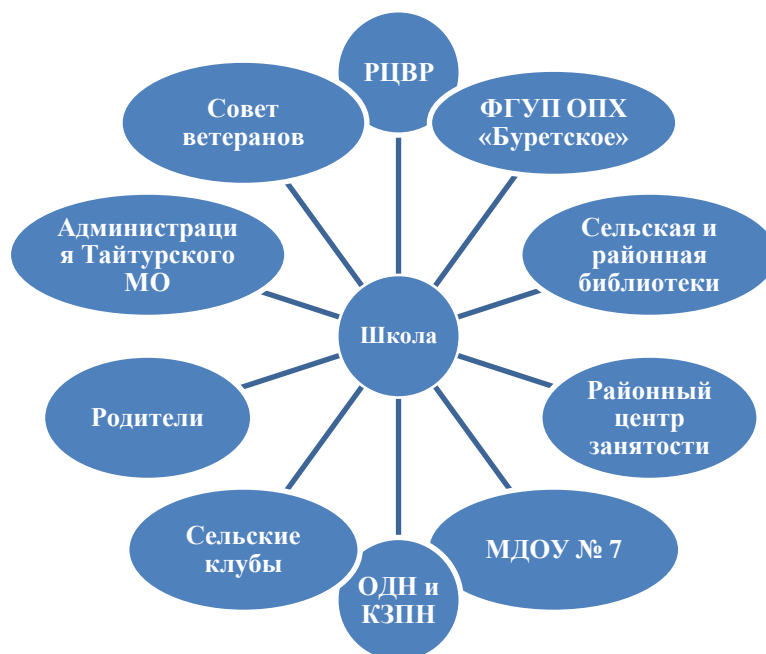 РЦВР
Совет
ветеранов
ФГУП ОПХ
«Буретское»
Администраци
я Тайтурского
МО
Сельская и
районная
библиотеки
Школа
Родители
Районный
центр
занятости
Сельские
клубы
МДОУ № 7
ОДН и
КЗПН